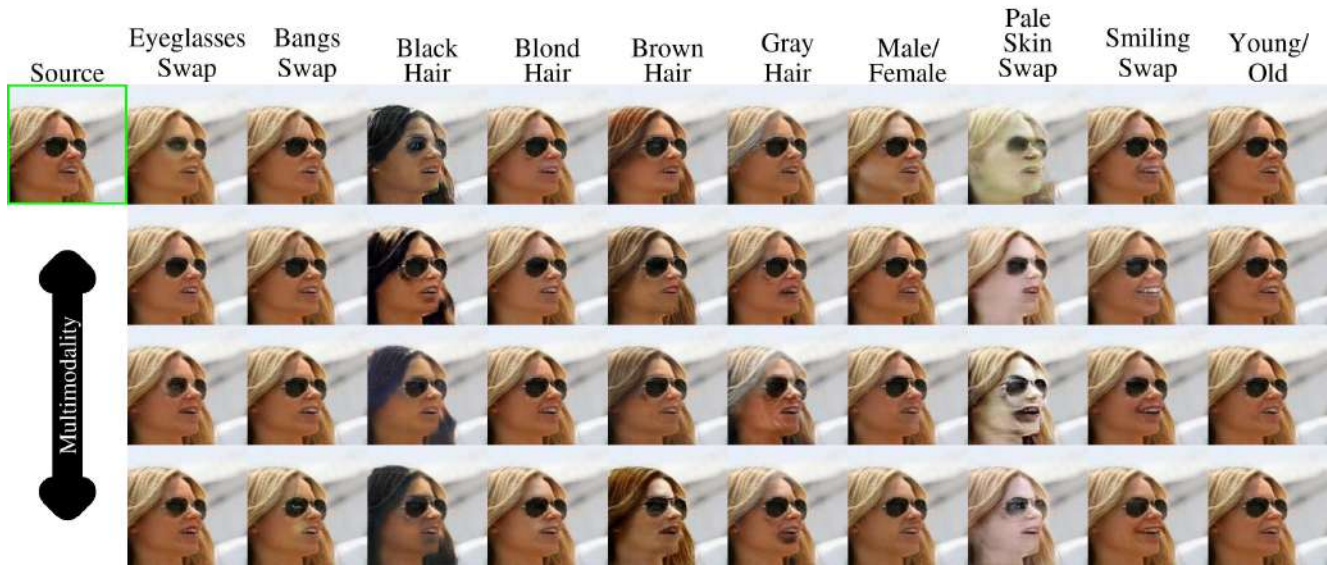 Source
Eyeglasses
Swap
Bangs
Swap
Black
Hair
Blond
Hair
Brown
Hair
Gray
Hair
Male/
Female
Pale
Skin
Swap
Smiling
Swap
Young/
Old
Multimodality